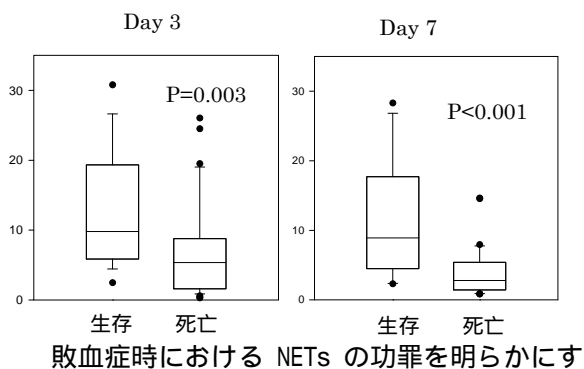 Day 3
Day 7
30
P=0.003
30
P<0.001
20
20
10
10
0
0
生存
死亡
生存
死亡
敗血症時における NETs の功罪を明らかにす